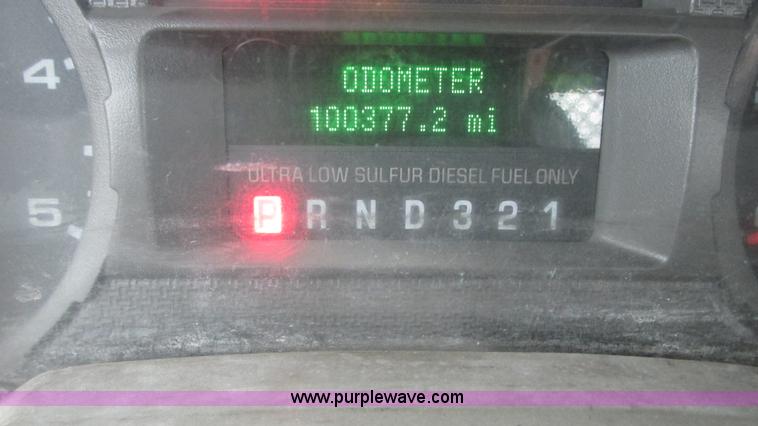 4
ODOMETER
100377.2 mi
ULTRA LOW SULFUR DIESEL FUEL ONLY
5
P R N D 3 2 1
www.purplewave.com